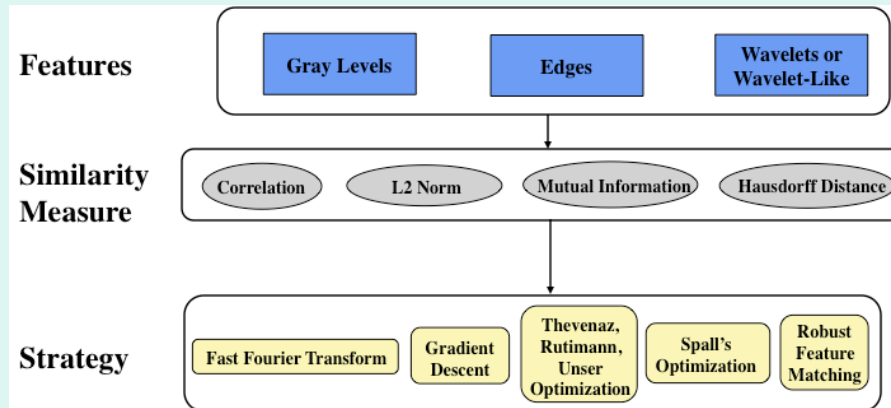 Features
Gray Levels
Edges
Wavelets or
Wavelet-Like
Similarity
Measure
Correlation
L2 Norm
Mutual Information
Hausdorff Distance
Strategy
Fast Fourier Transform
Gradient
Descent
Thevenaz,
Rutimann,
Unser
Optimization
Spall's
Optimization
Robust
Feature
Matching